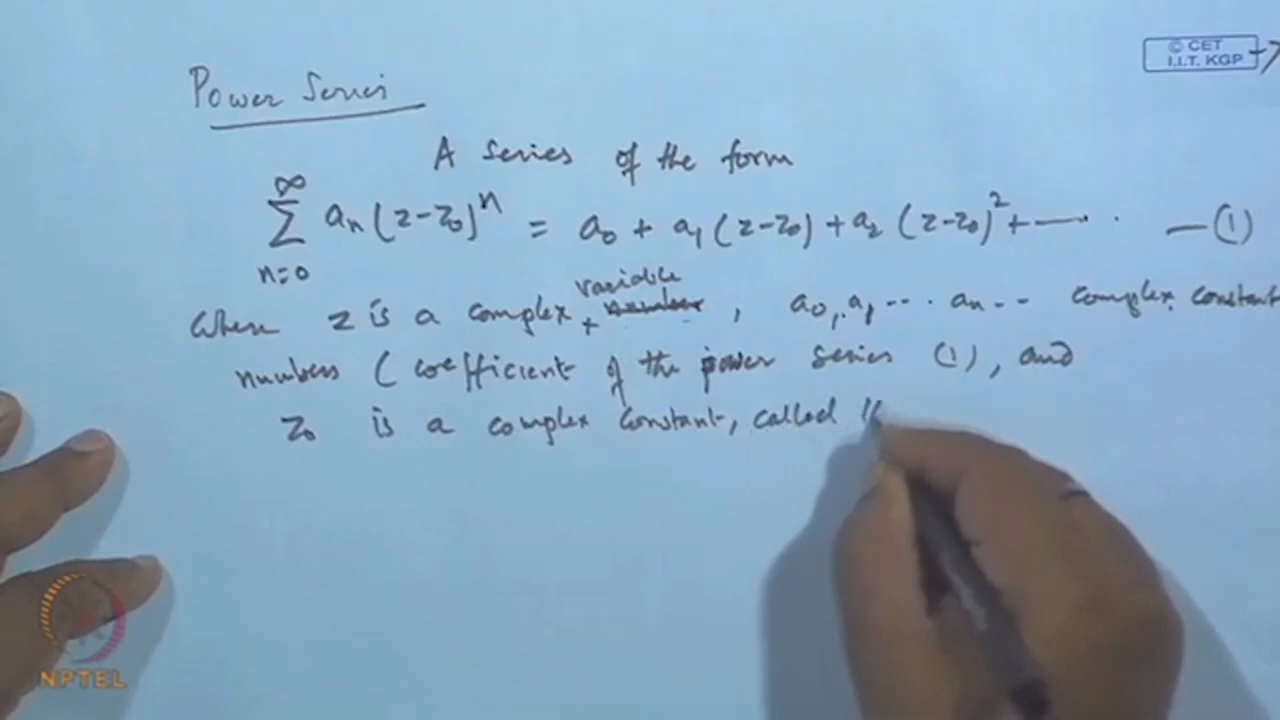 © CET
I.I.T. KGP
Power Series
A series of the form
∞
∑ aₙ(z-z₀)ⁿ = a₀ + a₁(z-z₀) + a₂(z-z₀)² + —— · —(1)
n=0
variable
Where z is a complex number, a₀, a₁, ... aₙ -- complex constant
numbers (coefficient of the power series (1), and
z₀ is a complex constant, called
NPTEL